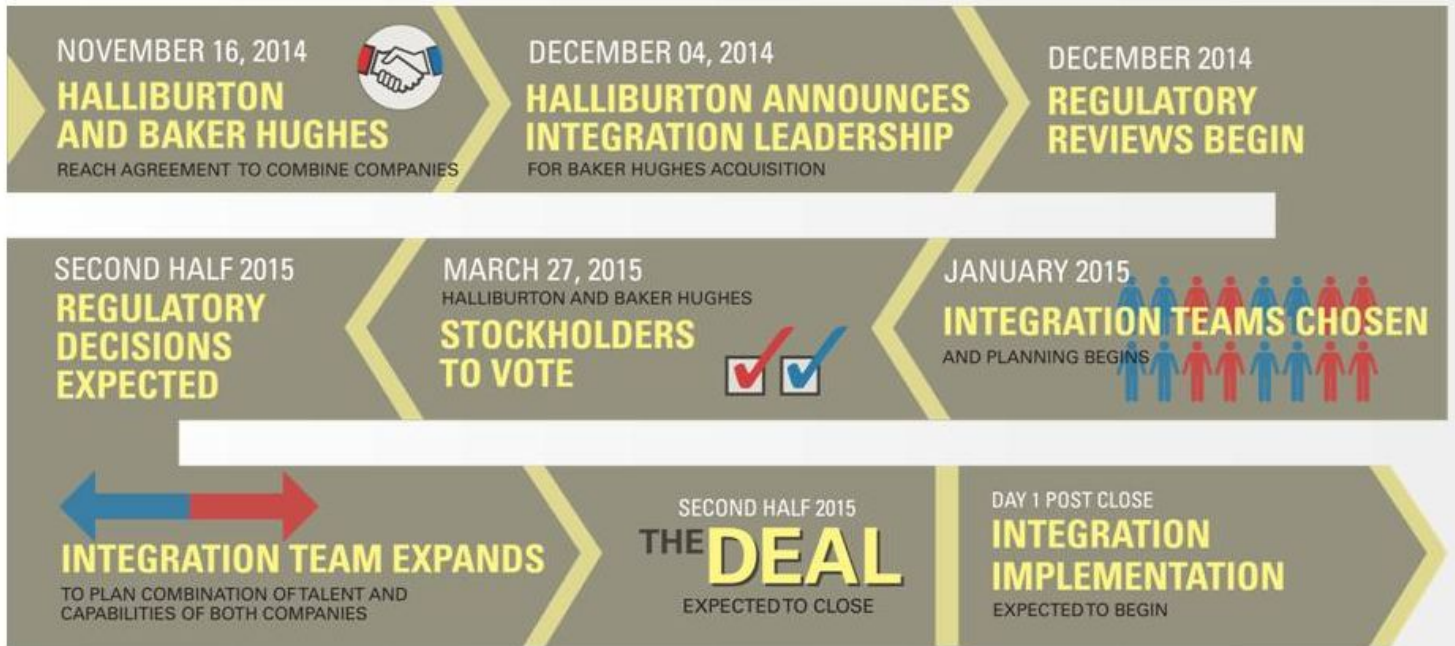 NOVEMBER 16, 2014
HALLIBURTON
AND BAKER HUGHES
REACH AGREEMENT TO COMBINE COMPANIES
DECEMBER 04, 2014
HALLIBURTON ANNOUNCES
INTEGRATION LEADERSHIP
FOR BAKER HUGHES ACQUISITION
DECEMBER 2014
REGULATORY
REVIEWS BEGIN
JANUARY 2015
INTEGRATION TEAMS CHOSEN
AND PLANNING BEGINS
MARCH 27, 2015
HALLIBURTON AND BAKER HUGHES
STOCKHOLDERS
TO VOTE
SECOND HALF 2015
REGULATORY
DECISIONS
EXPECTED
INTEGRATION TEAM EXPANDS
TO PLAN COMBINATION OF TALENT AND
CAPABILITIES OF BOTH COMPANIES
SECOND HALF 2015
THE DEAL
EXPECTED TO CLOSE
DAY 1 POST CLOSE
INTEGRATION
IMPLEMENTATION
EXPECTED TO BEGIN